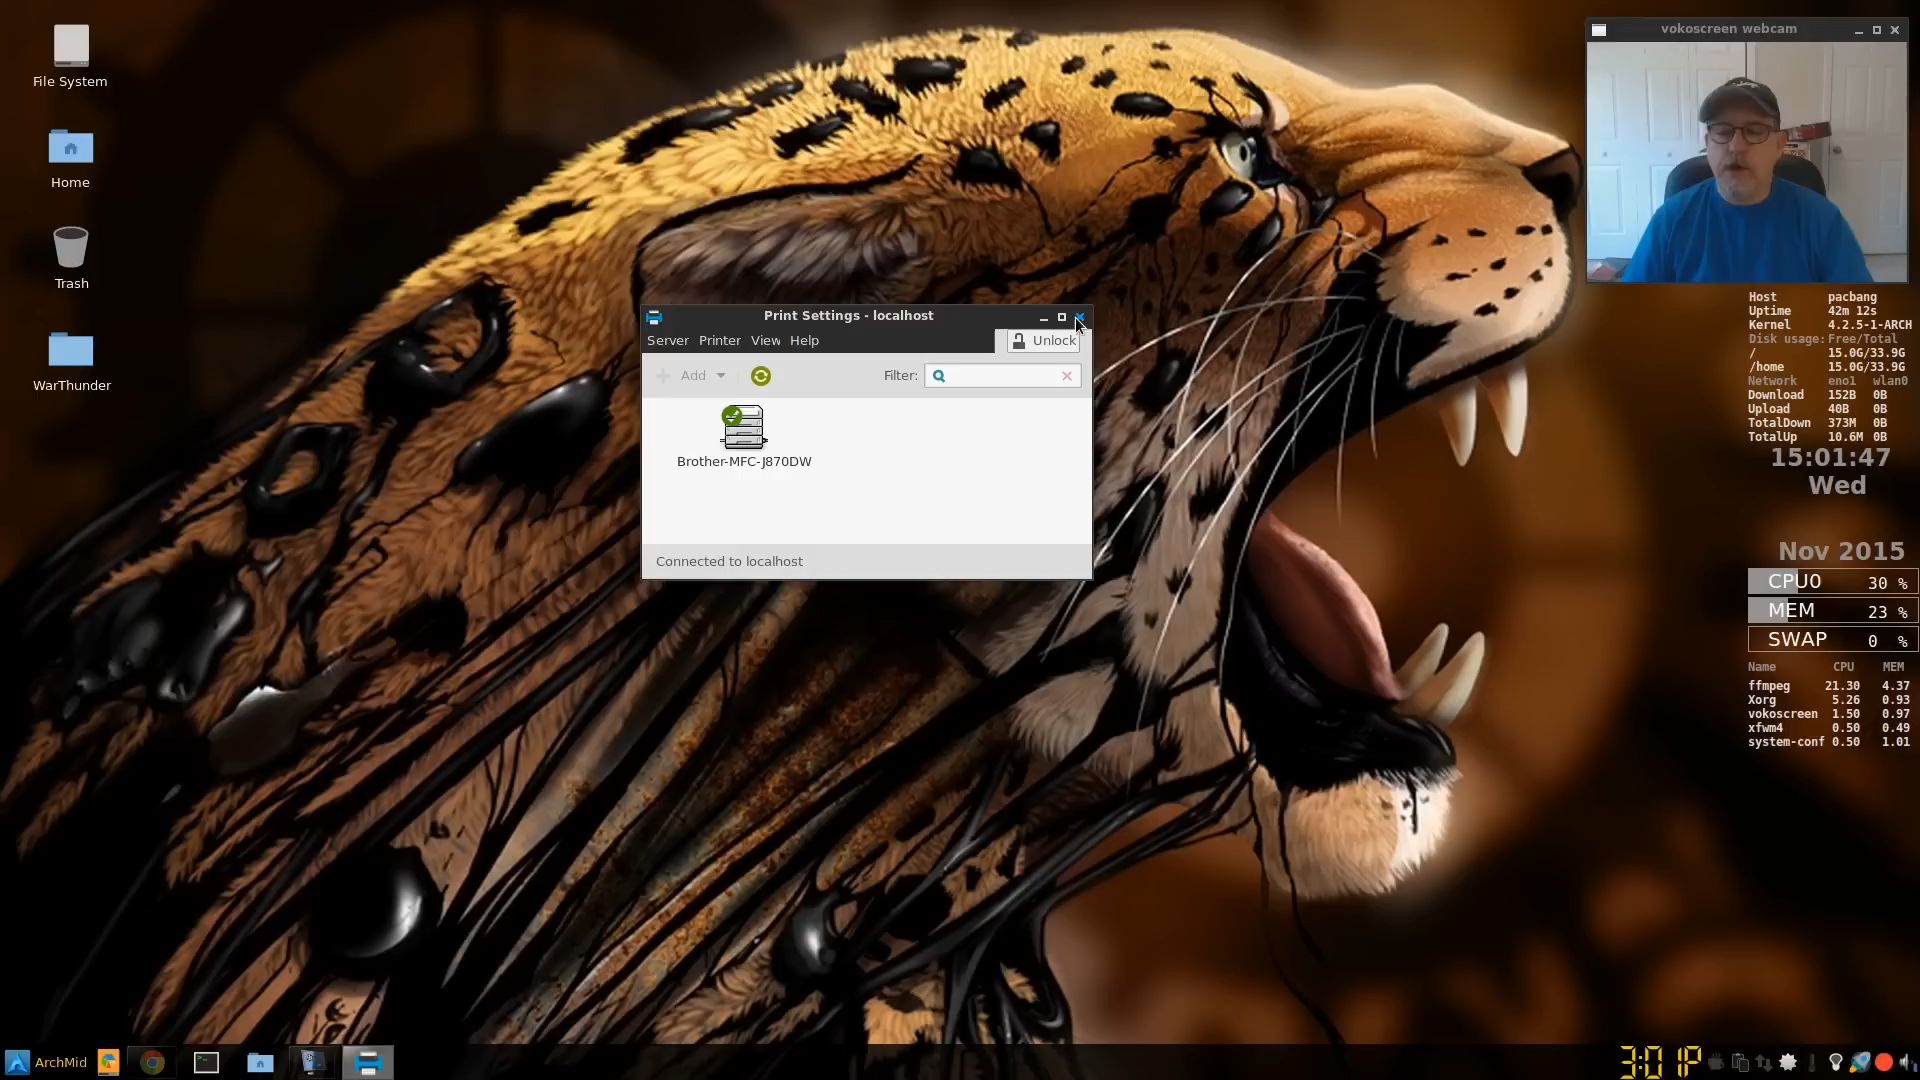 File System
Home
Trash
WarThunder
vokoscreen webcam
Print Settings - localhost
Server Printer View Help Unlock
Add Filter:
Brother-MFC-J870DW
Connected to localhost
Host pacbang
Uptime 42m 12s
Kernel 4.2.5-1-ARCH
Disk usage: Free/Total
/ 15.0G/33.9G
/home 15.0G/33.9G
Network eno1 wlan0
Download 152B 0B
Upload 40B 0B
TotalDown 373M 0B
TotalUp 10.6M 0B
15:01:47
Wed
Nov 2015
CPU0 30 %
MEM 23 %
SWAP 0 %
Name CPU MEM
ffmpeg 21.30 4.37
Xorg 5.26 0.93
vokoscreen 1.50 0.97
xfwm4 0.50 0.49
system-conf 0.50 1.01
ArchMid
3:01P